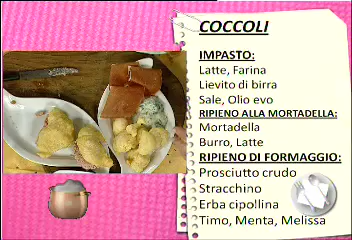 COCCOLI
IMPASTO:
Latte, Farina
Lievito di birra
Sale, Olio evo
RIPIENO ALLA MORTADELLA:
Mortadella
Burro, Latte
RIPIENO DI FORMAGGIO:
Prosciutto crudo
Stracchino
Erba cipollina
Timo, Menta, Melissa